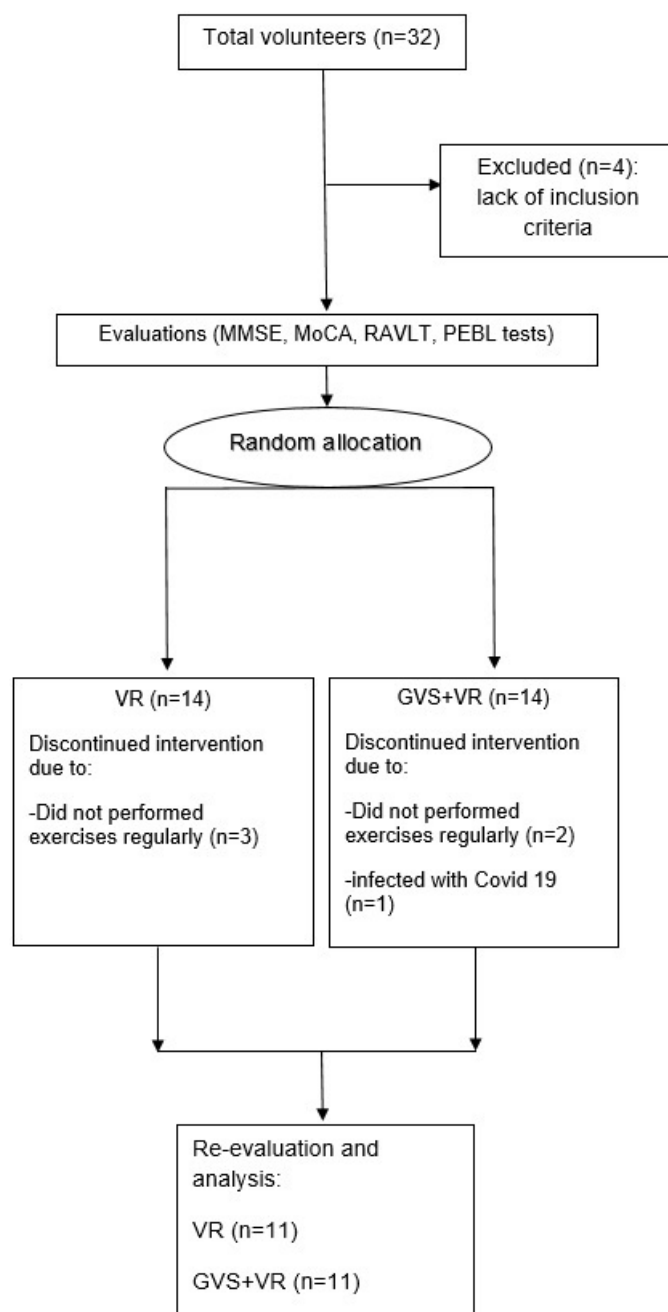 Total volunteers (n=32)
Excluded (n=4):
lack of inclusion
criteria
Evaluations (MMSE, MoCA, RAVLT, PEBL tests)
Random allocation
VR (n=14)
Discontinued intervention
due to:
-Did not performed
exercises regularly (n=3)
GVS+VR (n=14)
Discontinued intervention
due to:
-Did not performed
exercises regularly (n=2)
-infected with Covid 19
(n=1)
Re-evaluation and
analysis:
VR (n=11)
GVS+VR (n=11)